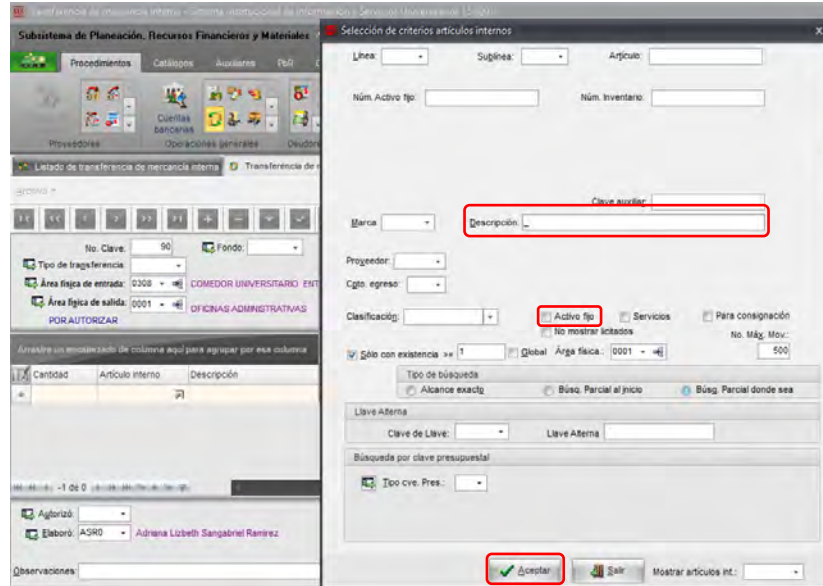 Transferencia de mercancía interna - Sistema Institucional de Información y Servicios Universitarios
Subsistema de Planeación, Recursos Financieros y Materiales
Procedimientos Catálogos Auxiliares PbR
Cuentas bancarias
Proveedores Operaciones generales Deudor
Listado de transferencia de mercancía interna Transferencia de r
Archivo
No. Clave: 90 Fondo:
Tipo de transferencia:
Área física de entrada: 0308 COMEDOR UNIVERSITARIO ENT
Área física de salida: 0001 OFICINAS ADMINISTRATIVAS
POR AUTORIZAR
Arrastre un encabezado de columna aquí para agrupar por esa columna
Cantidad Artículo interno Descripción
-1 de 0
Autorizó:
Elaboró: ASR0 Adriana Lizbeth Sangabriel Ramirez
Observaciones:
Selección de criterios artículos internos x
Línea: Sublínea: Artículo:
Núm. Activo fijo: Núm. Inventario:
Clave auxiliar:
Marca: Descripción: _
Proveedor:
Cpto. egreso:
Clasificación: Activo fijo Servicios Para consignación
No mostrar licitados No. Máx. Mov.:
Sólo con existencia >= 1 Global Área física.: 0001 500
Tipo de búsqueda
Alcance exacto Búsq. Parcial al inicio Búsq. Parcial donde sea
Llave Alterna
Clave de Llave: Llave Alterna
Búsqueda por clave presupuestal
Tipo cve. Pres.:
Aceptar Salir Mostrar artículos int.: